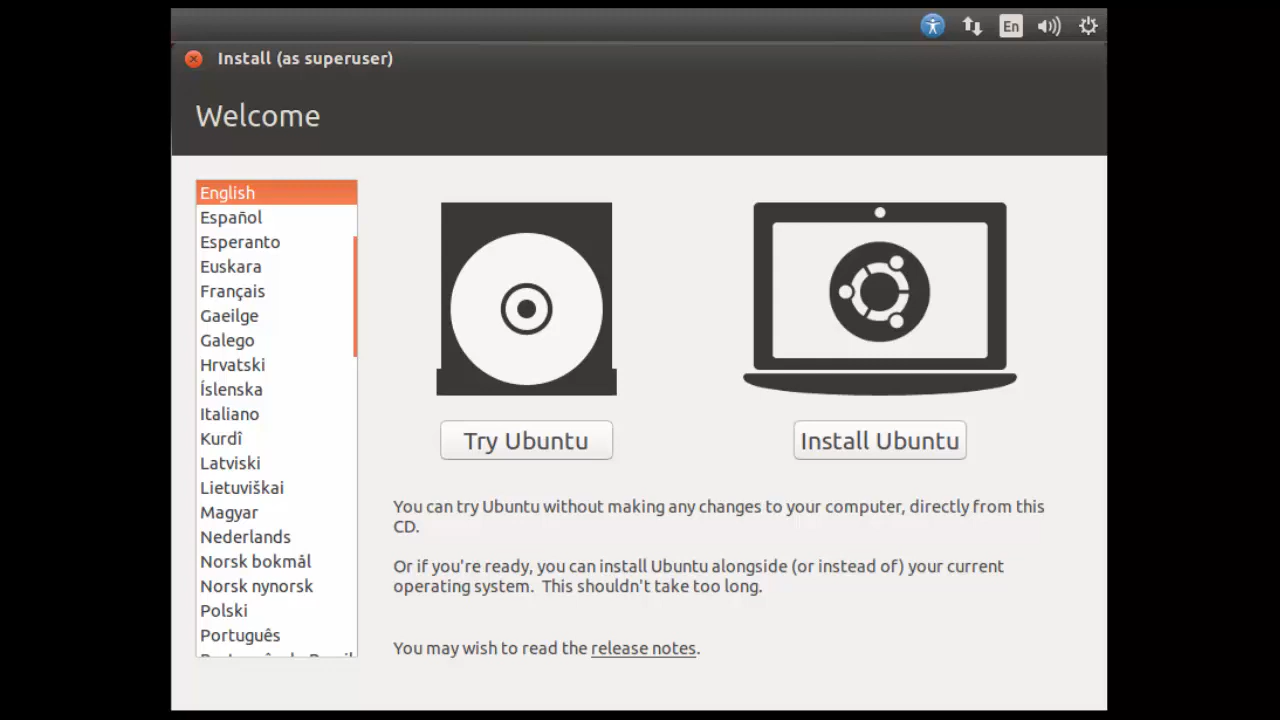 En
Install (as superuser)
Welcome
English
Español
Esperanto
Euskara
Français
Gaeilge
Galego
Hrvatski
Íslenska
Italiano
Kurdî
Latviski
Lietuviškai
Magyar
Nederlands
Norsk bokmål
Norsk nynorsk
Polski
Português
Try Ubuntu
Install Ubuntu
You can try Ubuntu without making any changes to your computer, directly from this
CD.
Or if you're ready, you can install Ubuntu alongside (or instead of) your current
operating system.  This shouldn't take too long.
You may wish to read the release notes.